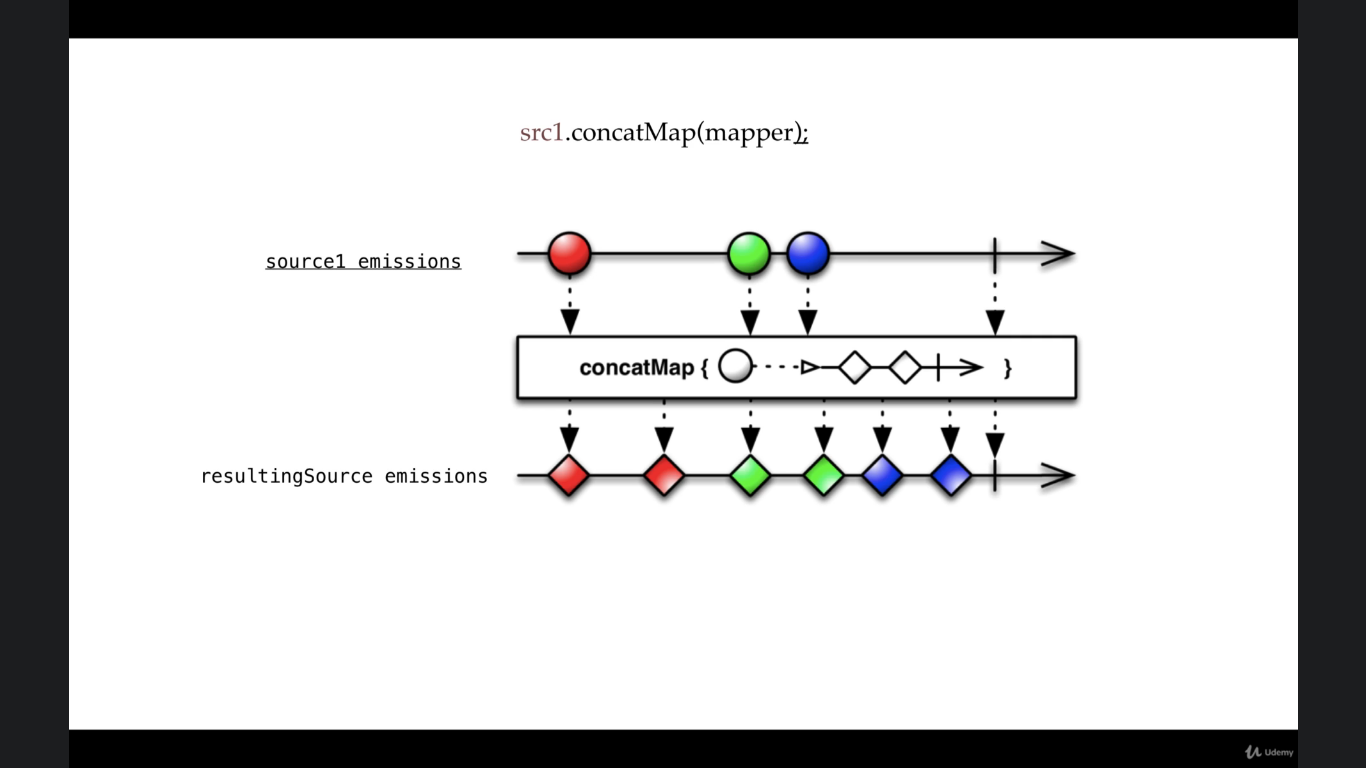 src1.concatMap(mapper);
source1 emissions
concatMap { }
resultingSource emissions
Udemy